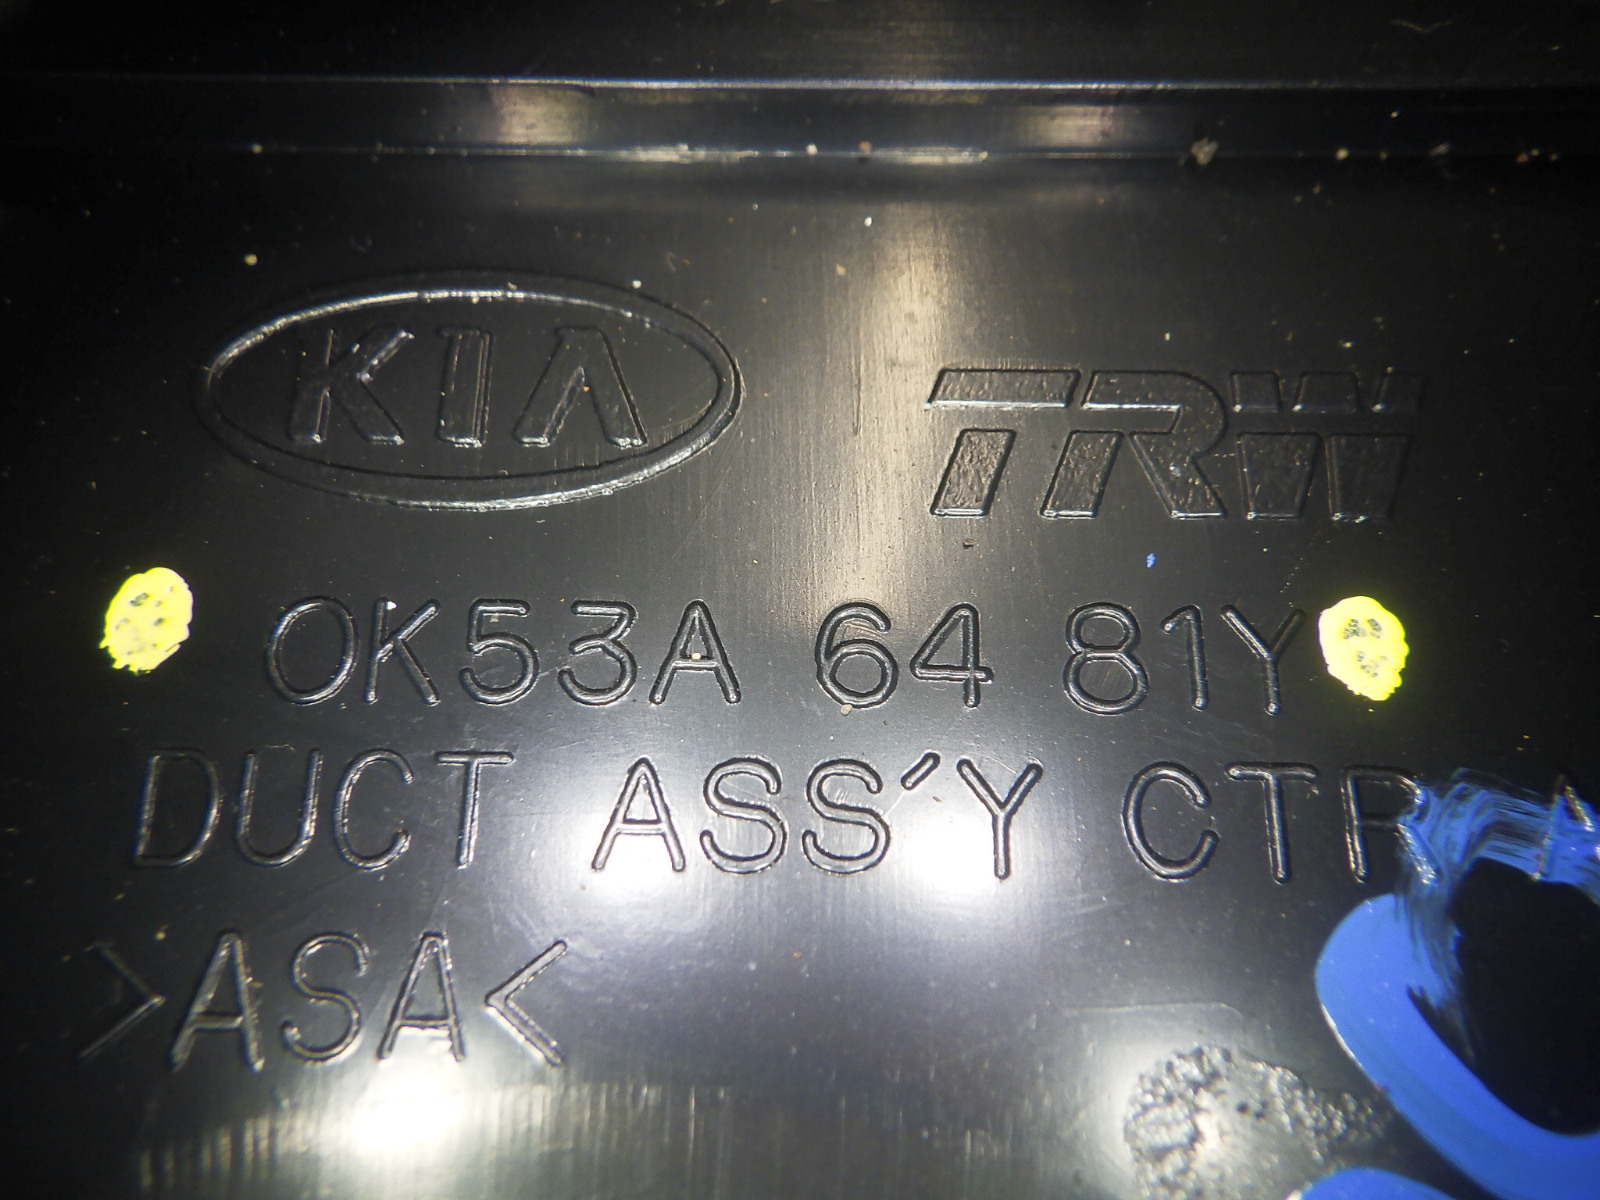 KIA TRW
0K53A 64 81Y
DUCT ASS'Y CTR
>ASA<